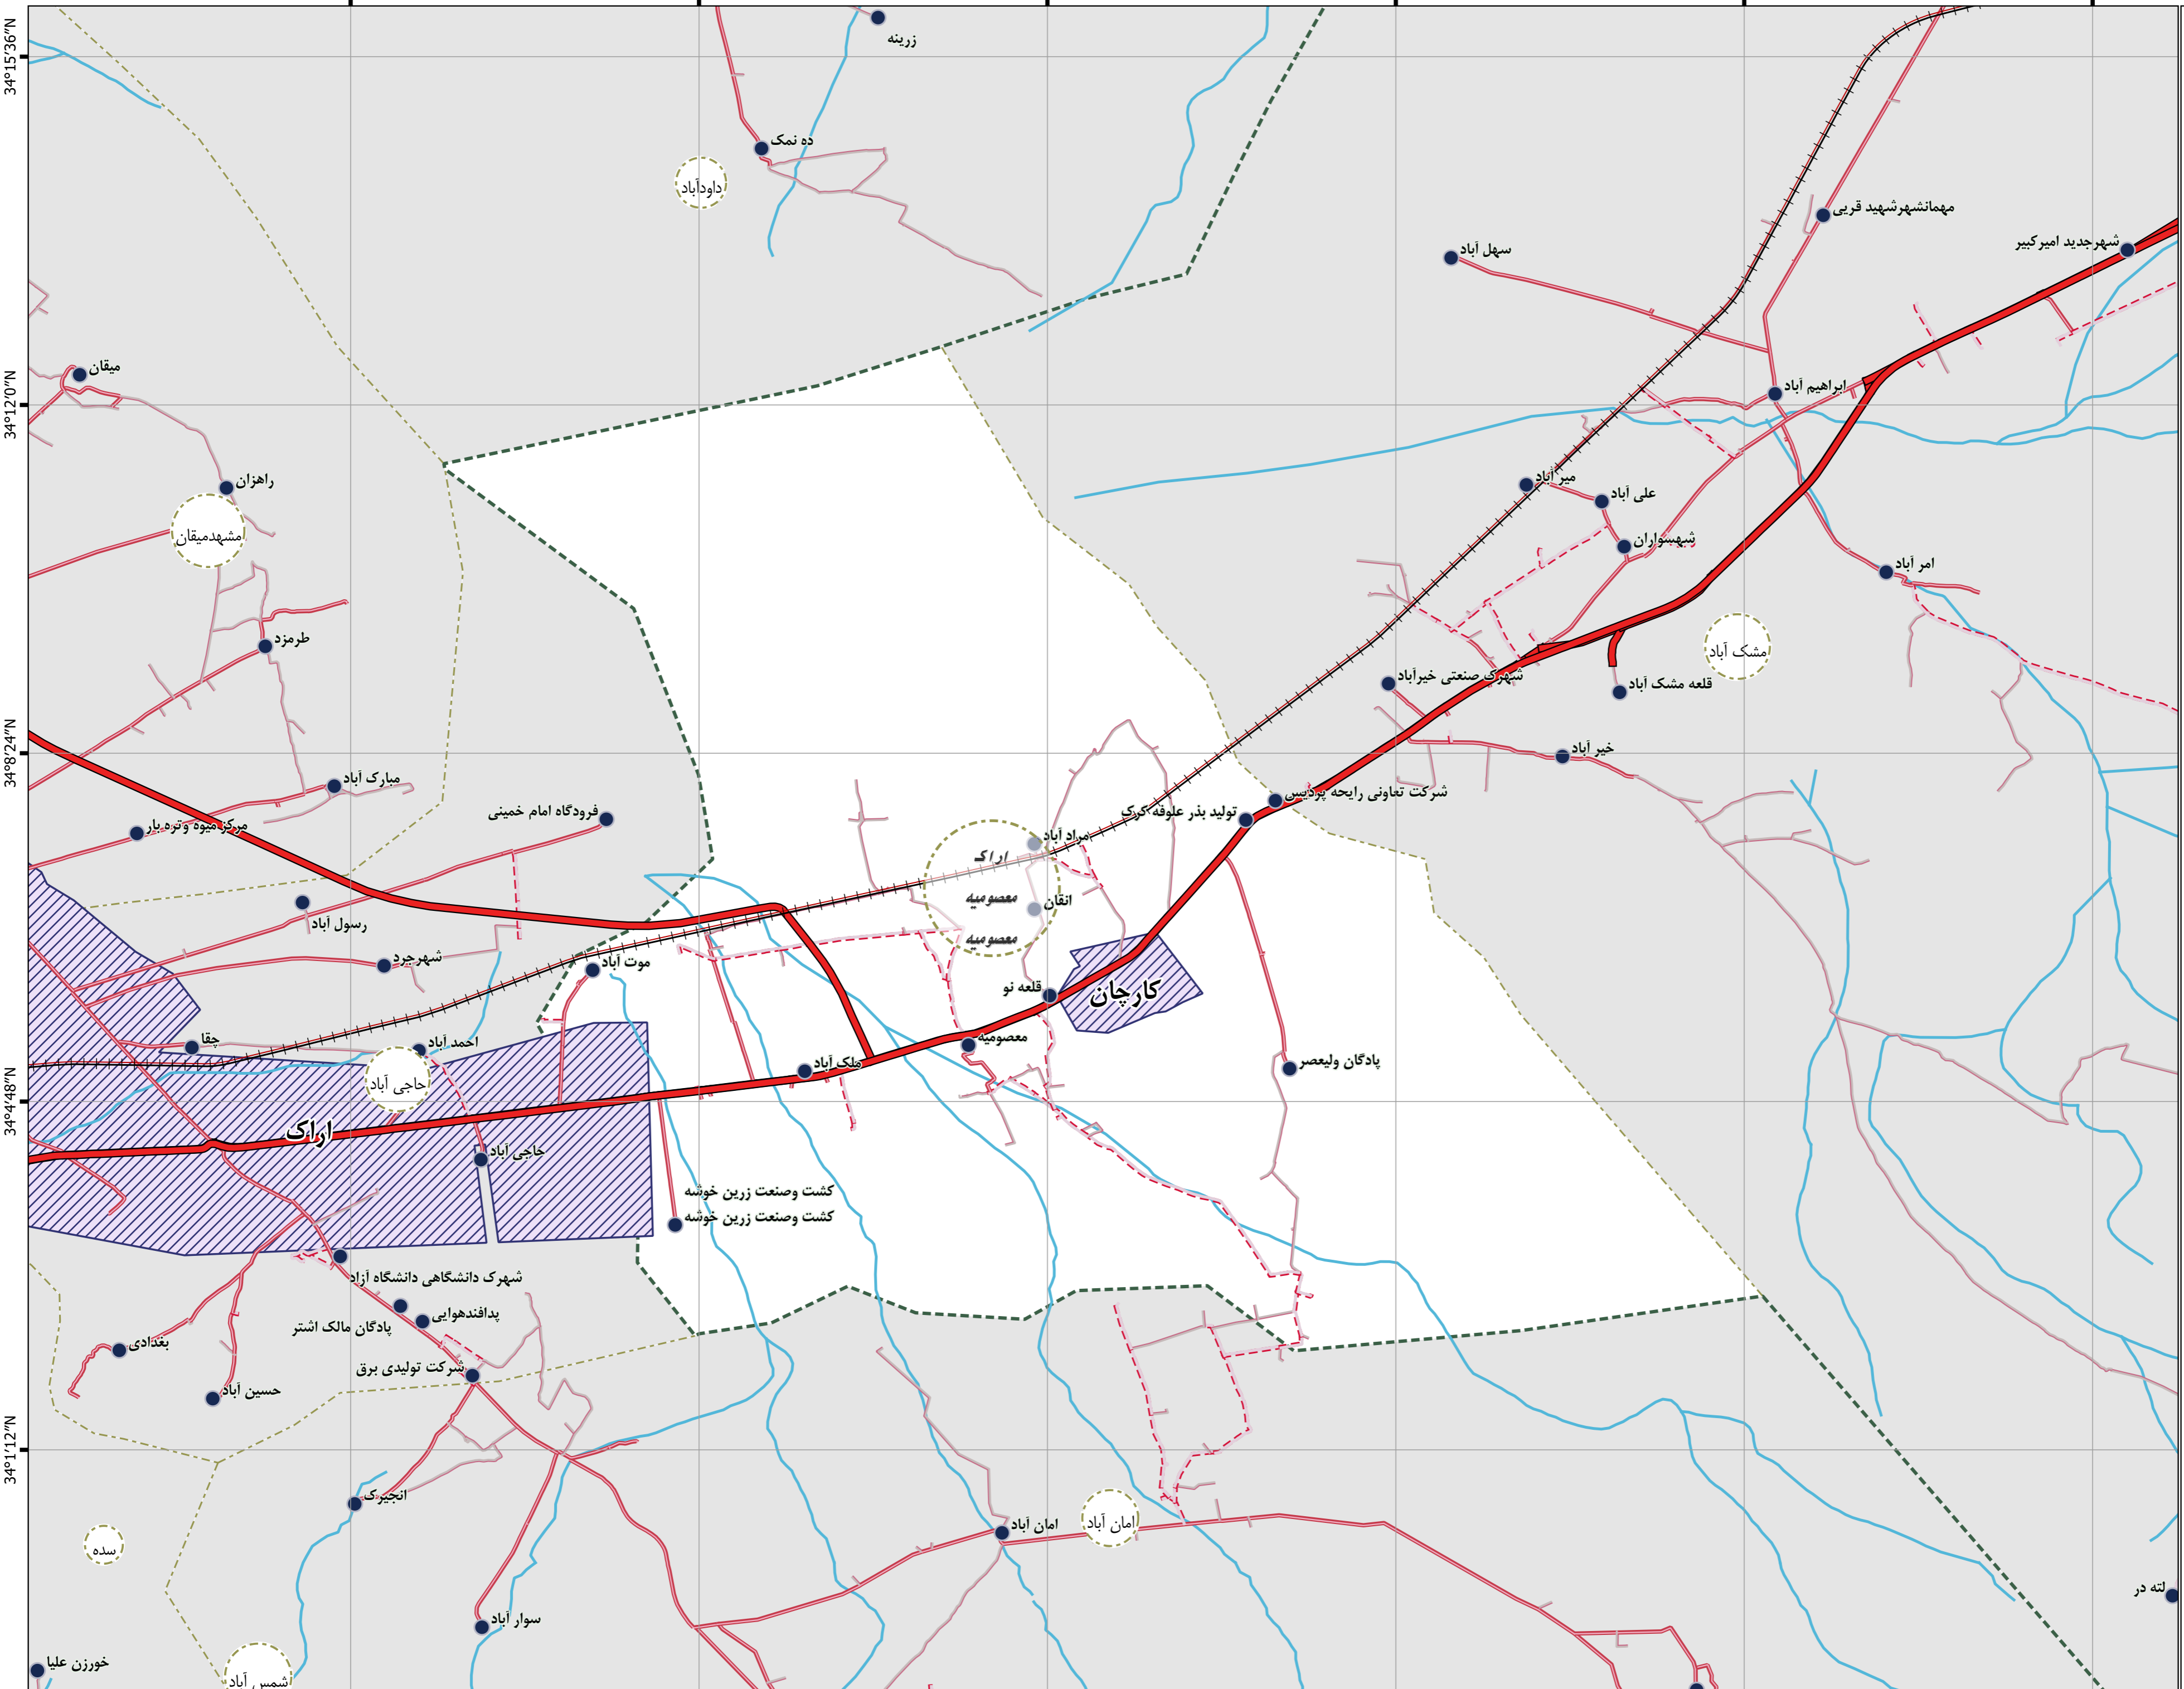 34°15'36"N
زرینه
ده نمک
داودآباد
مهمانشهرشهید قریی
شهرجدید امیرکبیر
سهل آباد
میقان
34°12'0"N
ابراهیم آباد
راهزان
میر آباد
علی آباد
مشهدمیقان
شهسواران
امر آباد
طرمزد
مشک آباد
شهرک صنعتی خیرآباد
قلعه مشک آباد
34°8'24"N
خیر آباد
مبارک آباد
شرکت تعاونی رایحه پردیس
فرودگاه امام خمینی
تولید بذر علوفه کرک
مرکز میوه وتره بار
مراد آباد
اراک
معصومیه
انقان
رسول آباد
معصومیه
شهرجرد
موت آباد
قلعه نو
کارچان
چقا
احمد آباد
معصومیه
ملک آباد
پادگان ولیعصر
حاجی آباد
34°4'48"N
اراک
حاجی آباد
کشت وصنعت زرین خوشه
کشت وصنعت زرین خوشه
شهرک دانشگاهی دانشگاه آزاد
پدافندهوایی
پادگان مالک اشتر
بغدادی
شرکت تولیدی برق
حسین آباد
34°1'12"N
انجیرک
امان آباد
امان آباد
سده
لته در
سوار آباد
خورزن علیا
شمس آباد